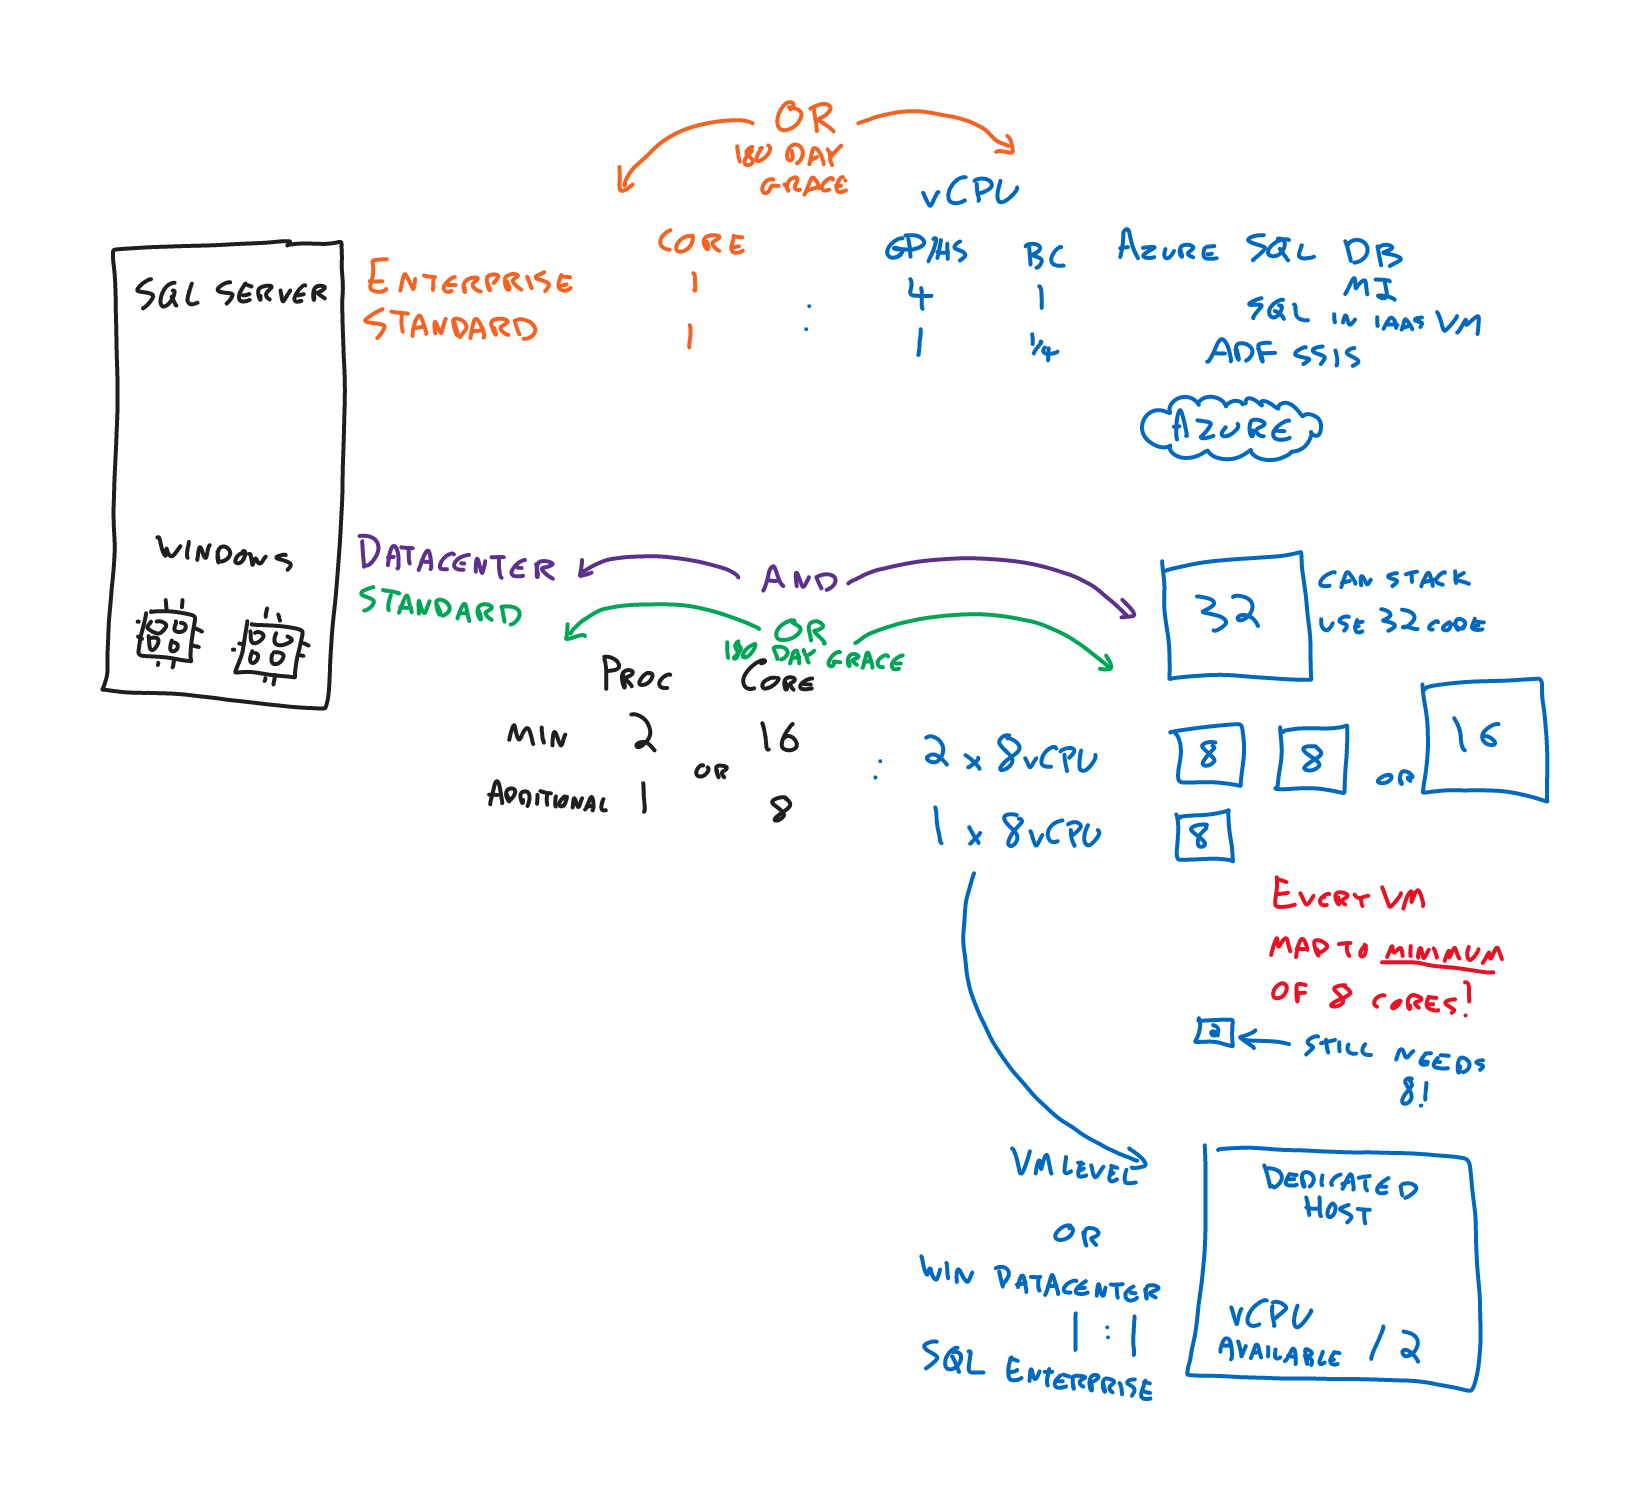 OR
180 DAY
GRACE
vCPU
CORE
GP/HS
BC
AZURE SQL DB
MI
SQL IN IAAS VM
ADF SSIS
SQL SERVER
ENTERPRISE
1
:
4
1
STANDARD
1
:
1
1/4
AZURE
WINDOWS
DATACENTER
AND
STANDARD
OR
180 DAY GRACE
32
CAN STACK
USE 32 CODE
PROC
CORE
MIN
2
16
OR
ADDITIONAL
1
8
:
2 x 8vCPU
8
8
OR
16
1 x 8vCPU
8
EVERY VM
MAP TO MINIMUM
OF 8 CORES!
2
STILL NEEDS
8!
VM LEVEL
OR
WIN DATACENTER
1 : 1
SQL ENTERPRISE
DEDICATED
HOST
vCPU
AVAILABLE / 2